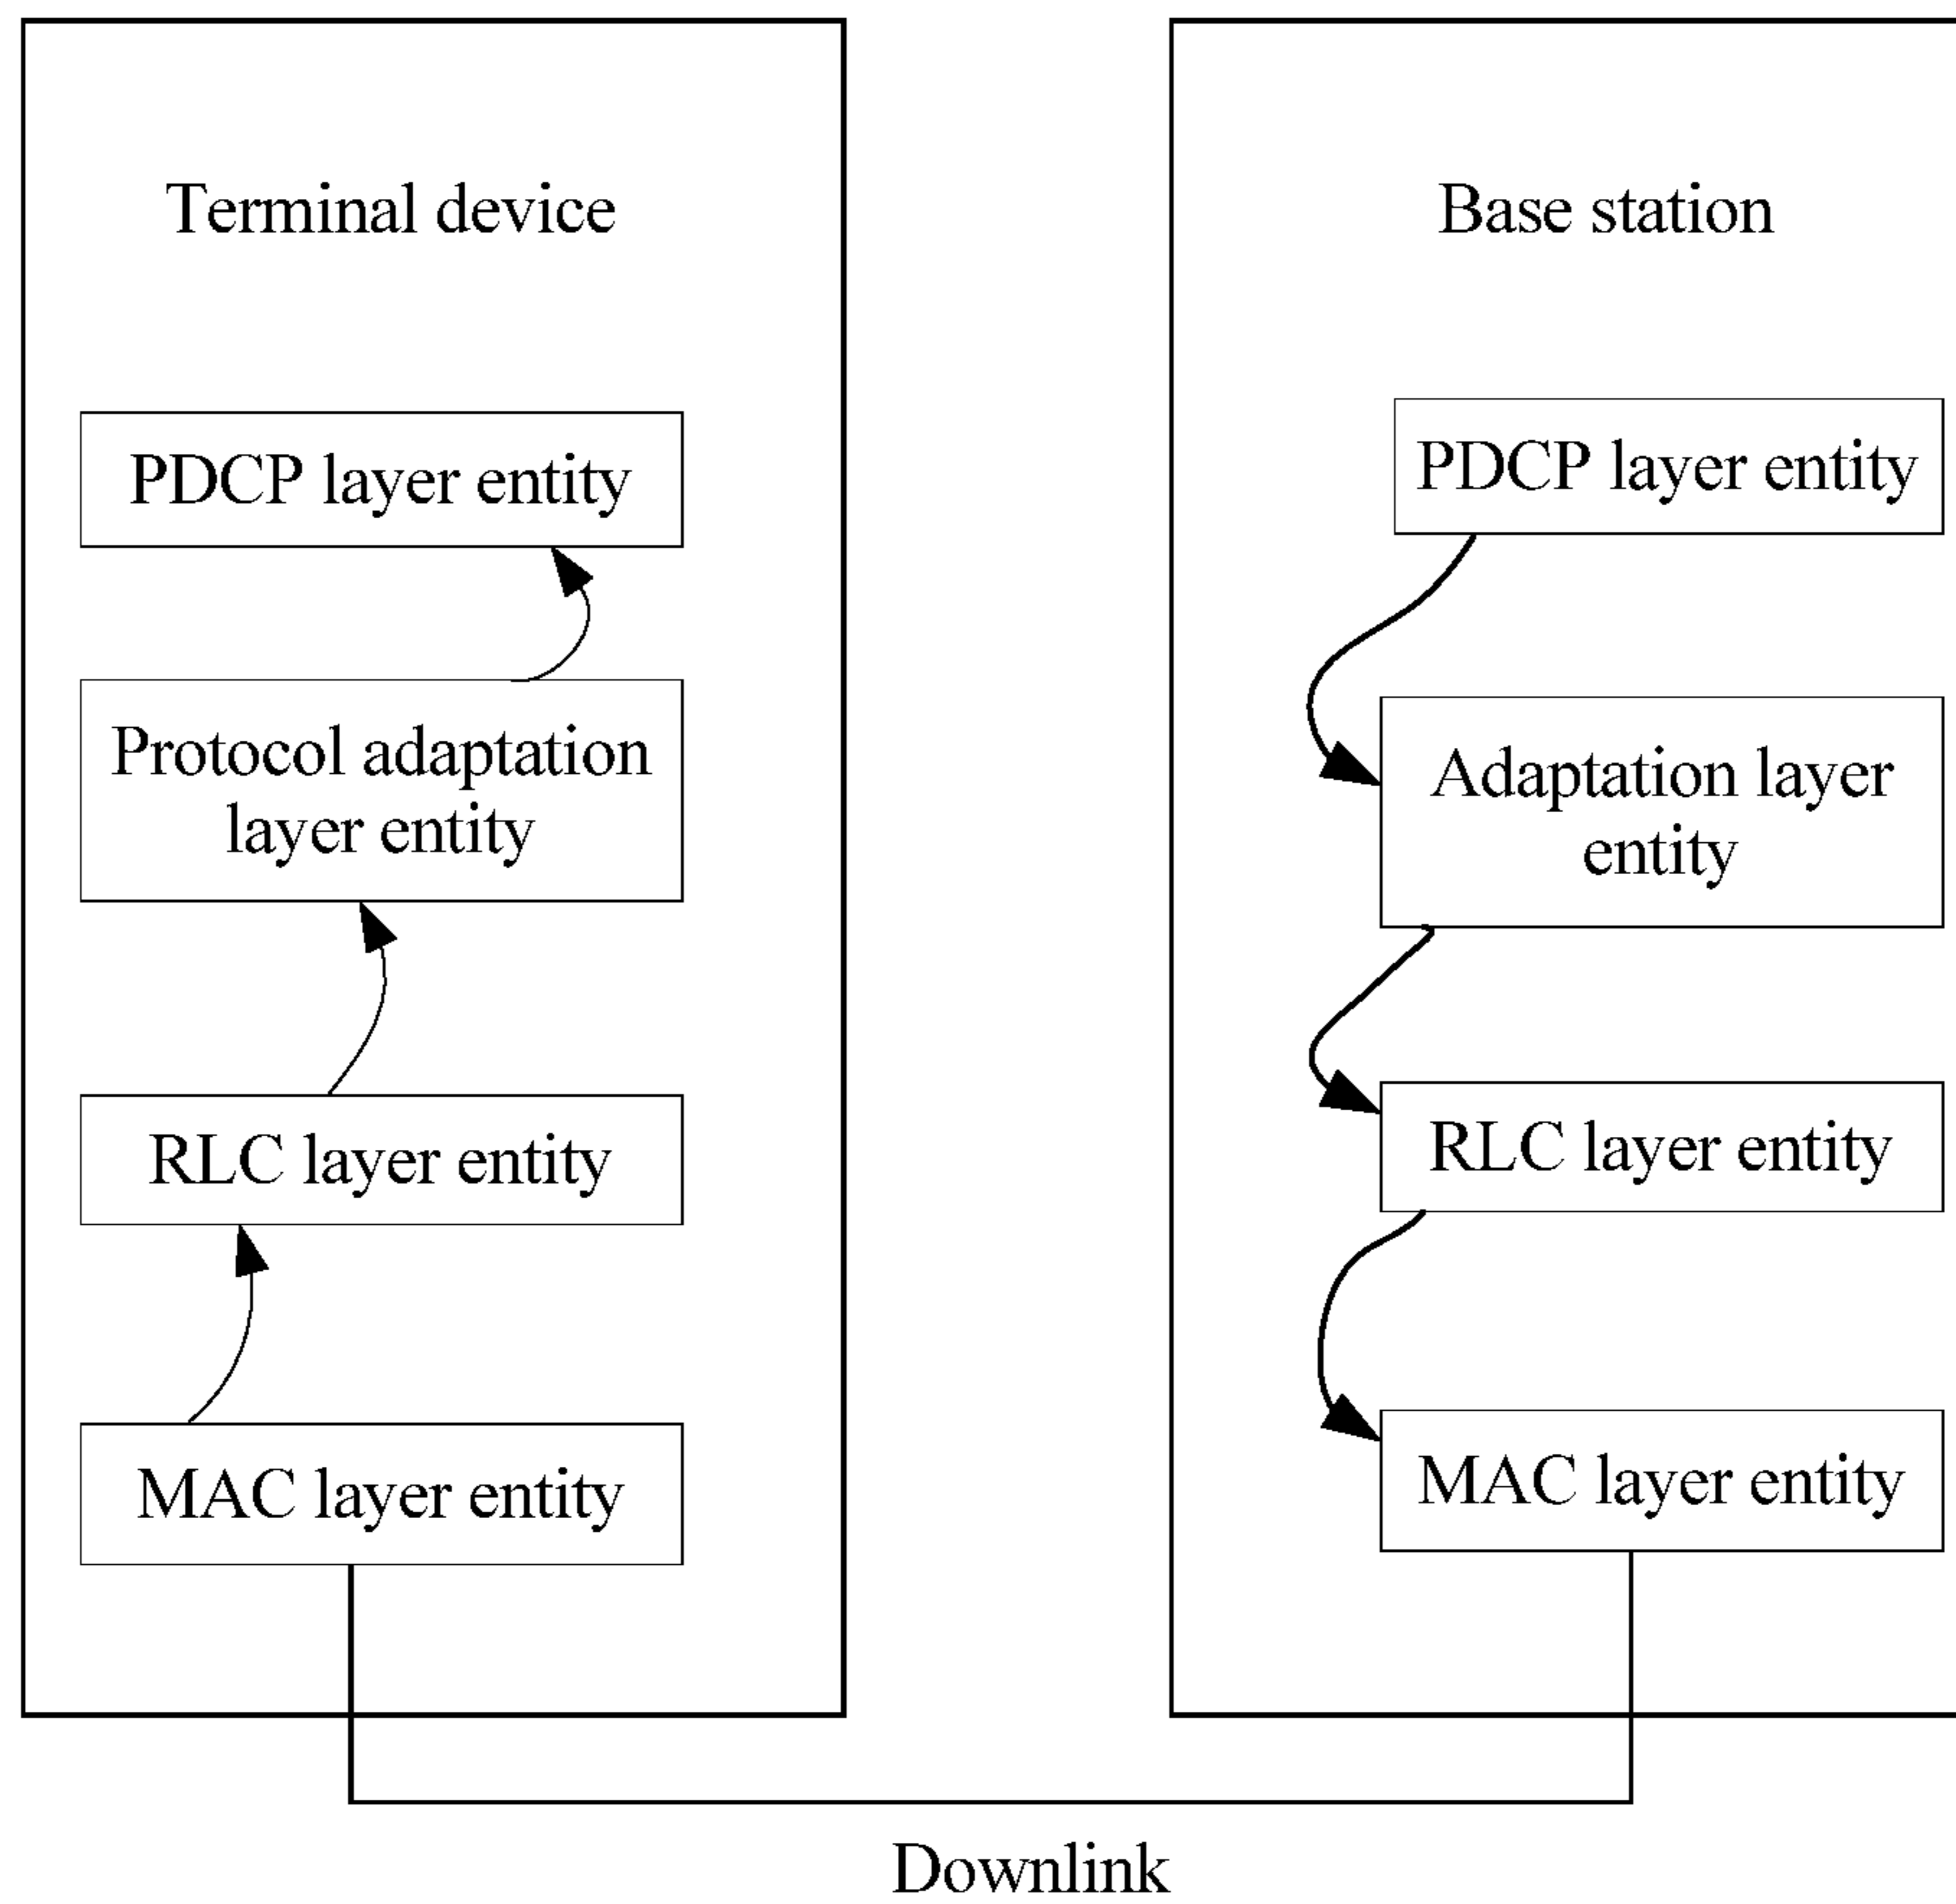 Terminal device
PDCP layer entity
Protocol adaptation
layer entity
RLC layer entity
MAC layer entity
Base station
PDCP layer entity
Adaptation layer
entity
RLC layer entity
MAC layer entity
Downlink